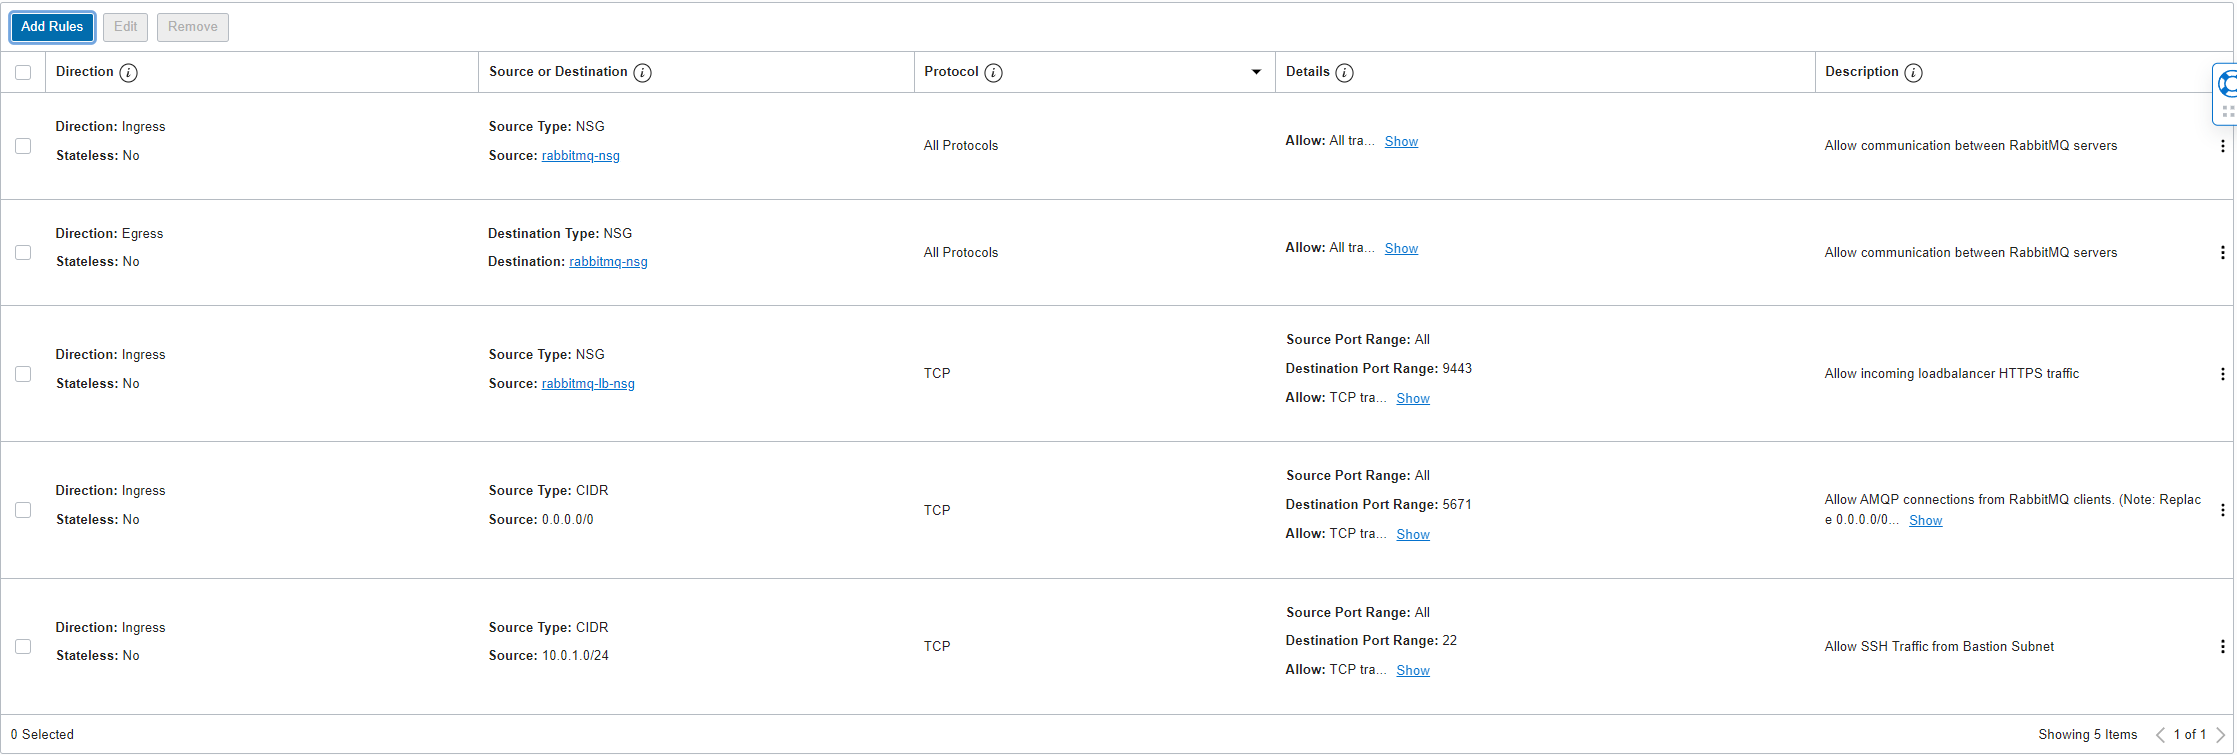 Add Rules Edit Remove
Direction Source or Destination Protocol Details Description
Direction: Ingress
Stateless: No
Source Type: NSG
Source: rabbitmq-nsg
All Protocols
Allow: All tra... Show
Allow communication between RabbitMQ servers
Direction: Egress
Stateless: No
Destination Type: NSG
Destination: rabbitmq-nsg
All Protocols
Allow: All tra... Show
Allow communication between RabbitMQ servers
Direction: Ingress
Stateless: No
Source Type: NSG
Source: rabbitmq-lb-nsg
TCP
Source Port Range: All
Destination Port Range: 9443
Allow: TCP tra... Show
Allow incoming loadbalancer HTTPS traffic
Direction: Ingress
Stateless: No
Source Type: CIDR
Source: 0.0.0.0/0
TCP
Source Port Range: All
Destination Port Range: 5671
Allow: TCP tra... Show
Allow AMQP connections from RabbitMQ clients. (Note: Replac
e 0.0.0.0/0... Show
Direction: Ingress
Stateless: No
Source Type: CIDR
Source: 10.0.1.0/24
TCP
Source Port Range: All
Destination Port Range: 22
Allow: TCP tra... Show
Allow SSH Traffic from Bastion Subnet
0 Selected
Showing 5 Items 1 of 1